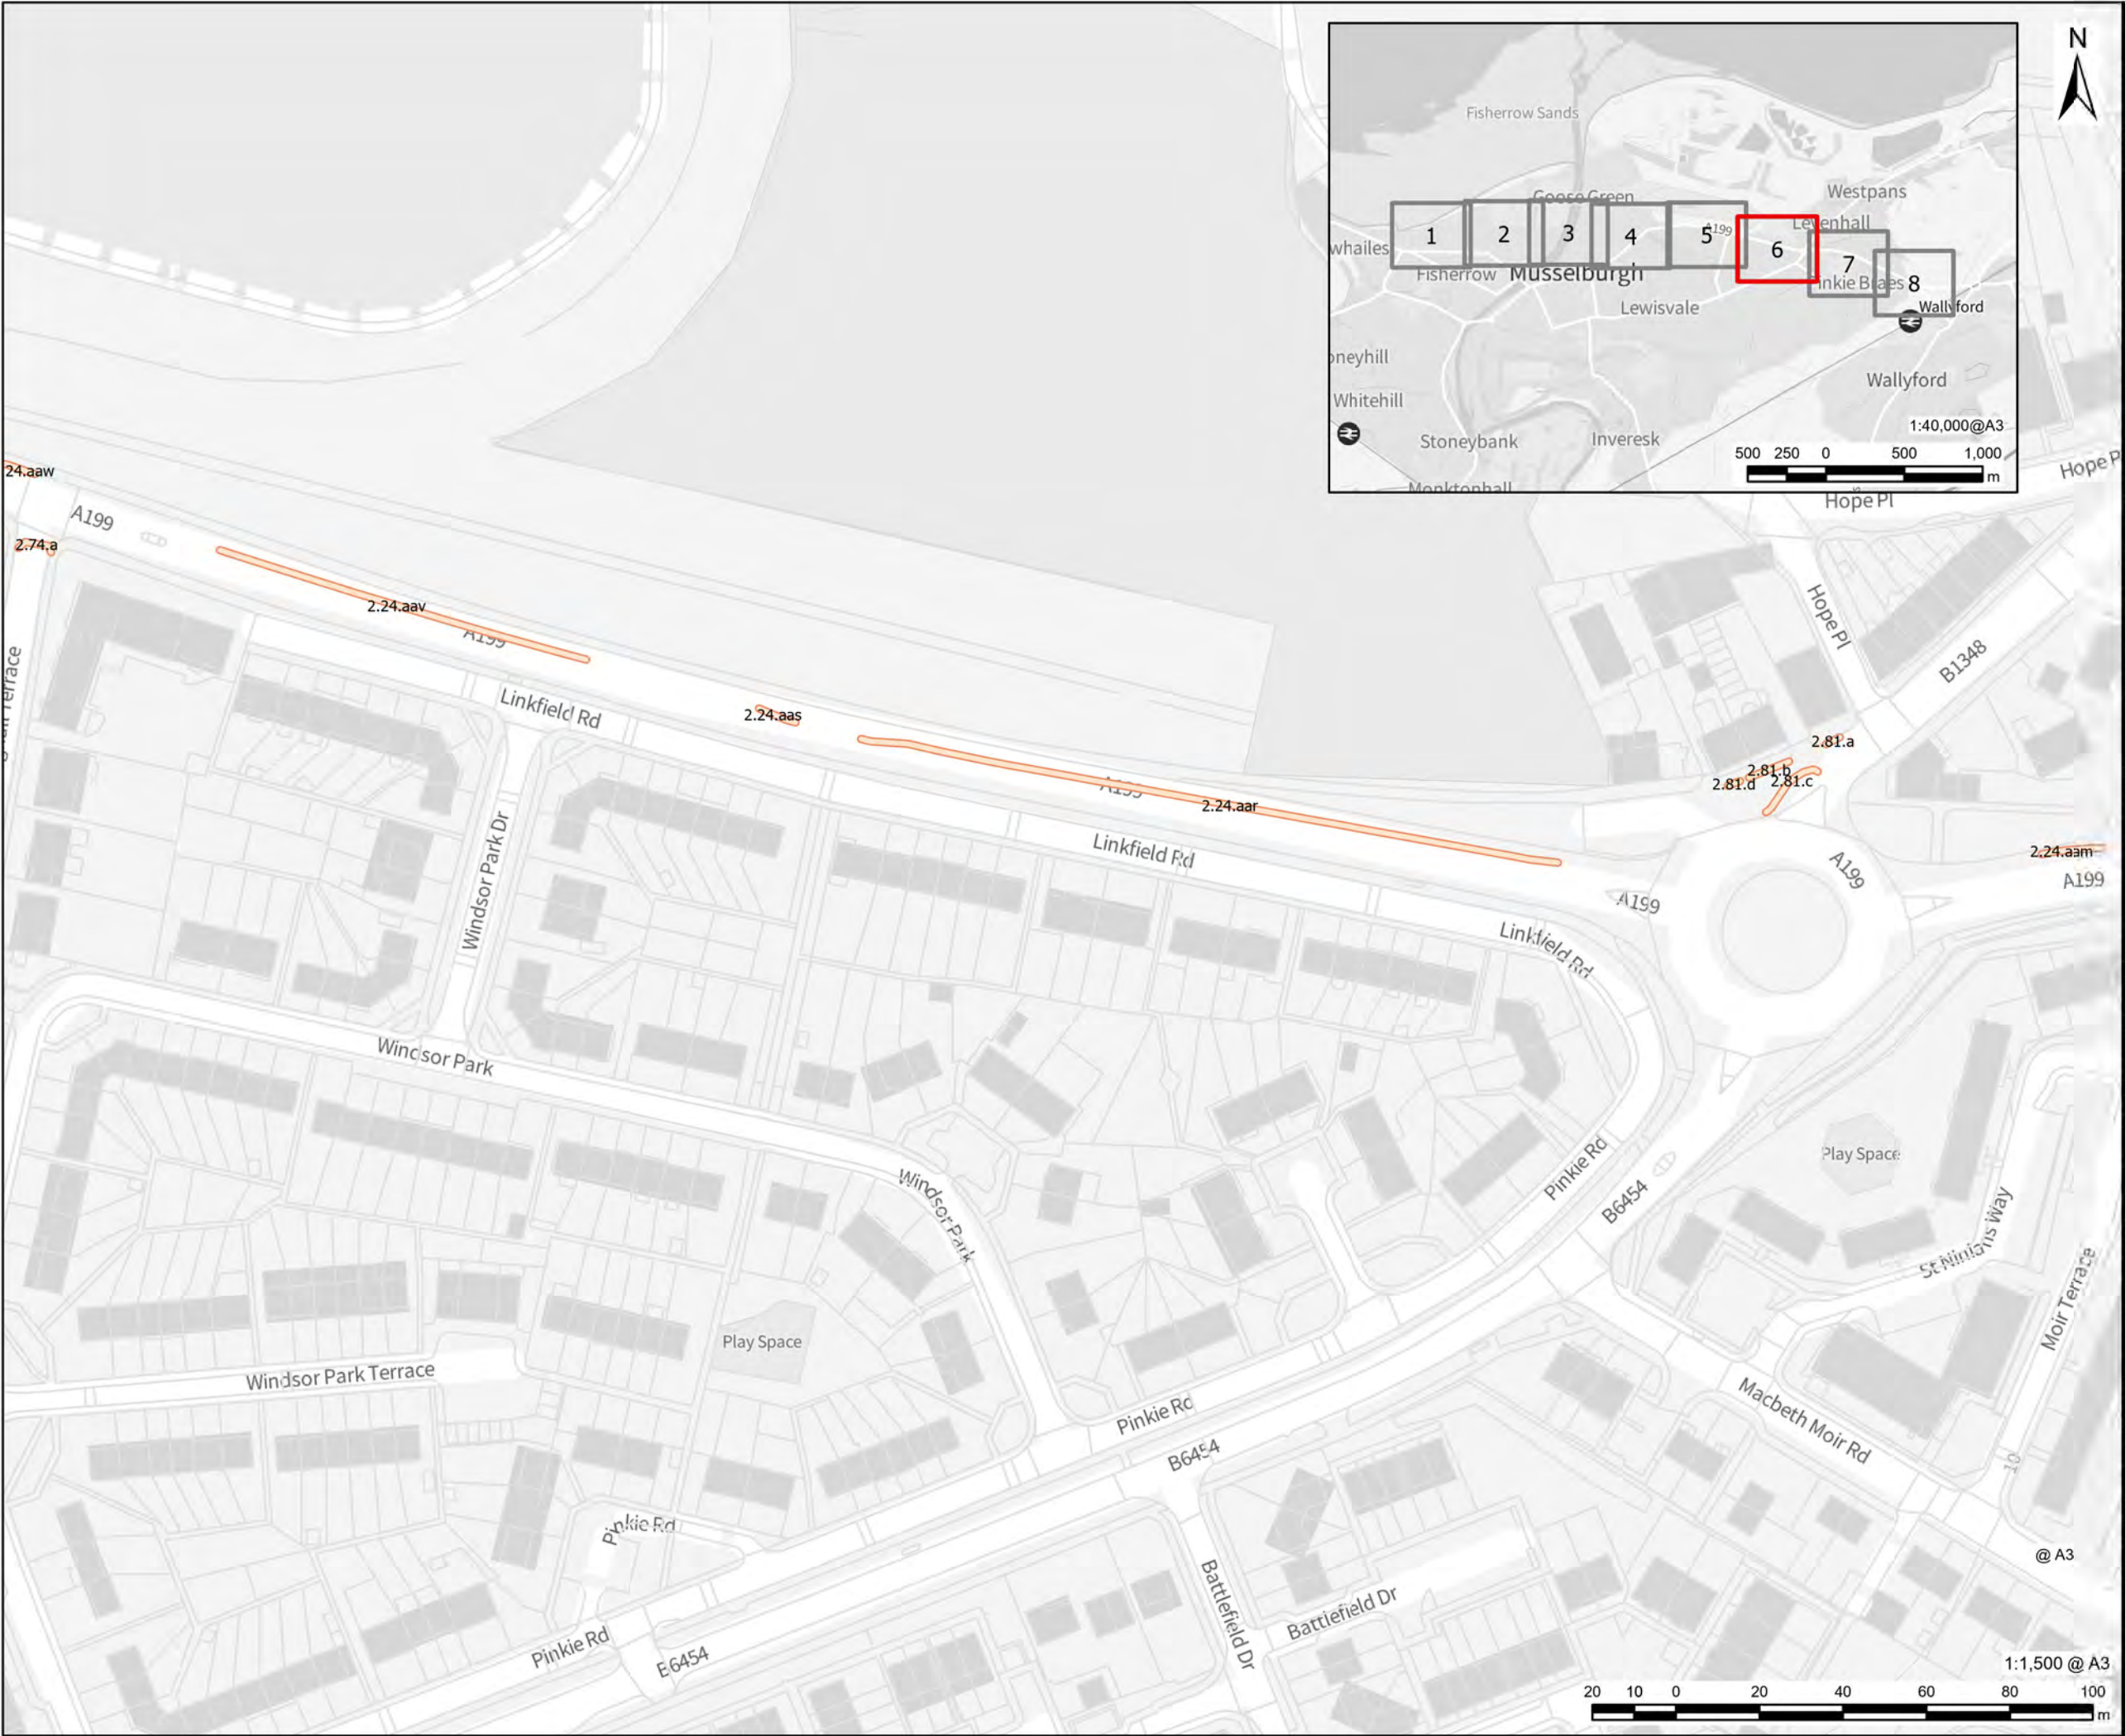 N
Fisherrow Sands
Westpans
Goose Green
Levenhall
A199
1
2
3
4
5
6
7
8
whailes
Fisherrow
Musselburgh
Pinkie Braes
Lewisvale
Wallyford
oneyhill
Whitehill
Wallyford
Stoneybank
Inveresk
Monktonhall
1:40,000@A3
500 250 0 500 1,000
m
Hope P
Hope Pl
24.aaw
A199
2.74.a
2.24.aav
A199
Hope Pl
B1348
Linkfield Rd
2.24.aas
2.81.a
2.81.b
2.81.d
2.81.c
A199
2.24.aar
Linkfield Rd
2.24.aam
A199
A199
A199
Windsor Park Dr
Linkfield Rd
Windsor Park
Windsor Park
Pinkie Rd
B6454
Play Space
St Ninians Way
Moir Terrace
Play Space
Windsor Park Terrace
Macbeth Moir Rd
Pinkie Rd
B6454
10
Pinkie Rd
@ A3
Battlefield Dr
Battlefield Dr
Pinkie Rd
B6454
1:1,500 @ A3
20 10 0 20 40 60 80 100
m